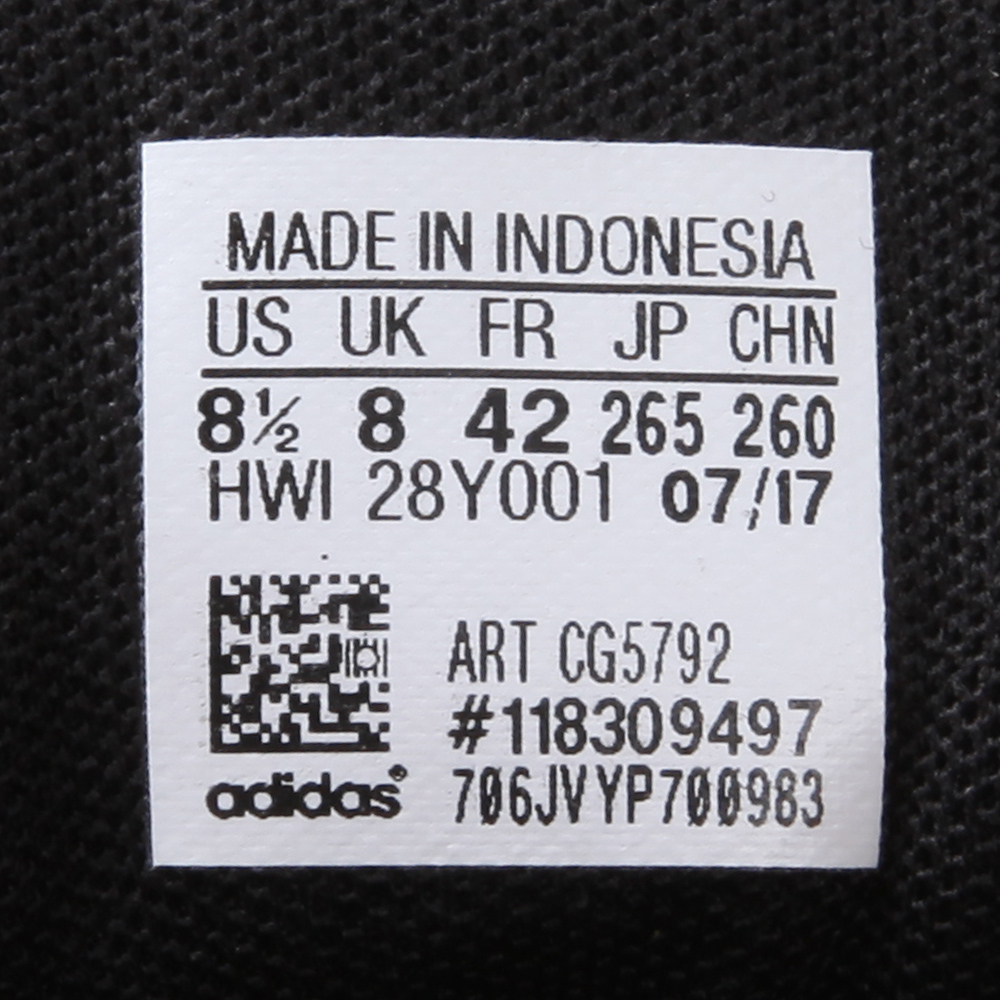 MADE IN INDONESIA
US UK FR JP CHN
8½ 8 42 265 260
HWI 28Y001 07/17
ART CG5792
#118309497
adidas® 706JVYP700983